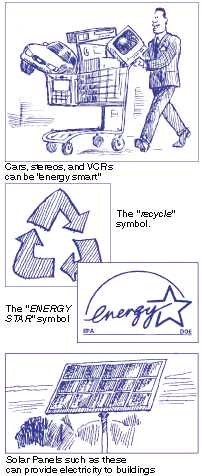 Cars, stereos, and VCRs
can be "energy smart"
The "recycle"
symbol.
The "ENERGY
STAR" symbol
energy
EPA DOE
Solar Panels such as these
can provide electricity to buildings